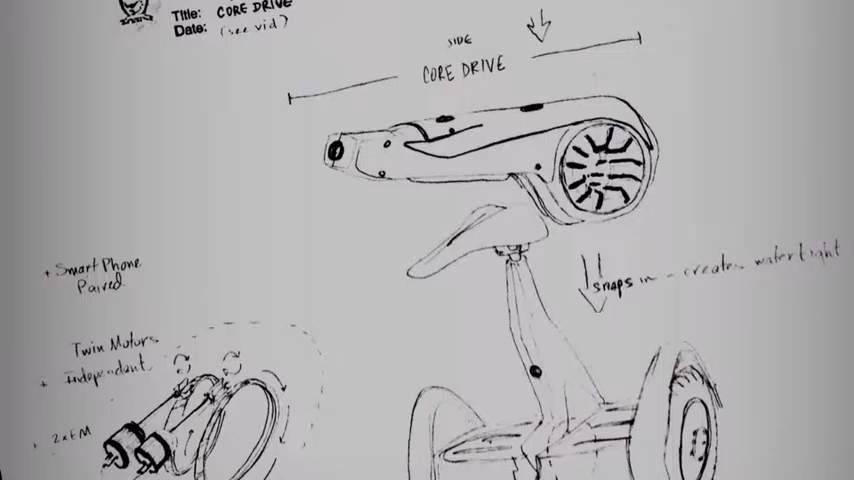 Title: CORE DRIVE
Date: (see vid)
SIDE
CORE DRIVE
snaps in - creates watertight
+ Smart Phone
Paired
Twin Motors
+ Independent.
+ 2xEM